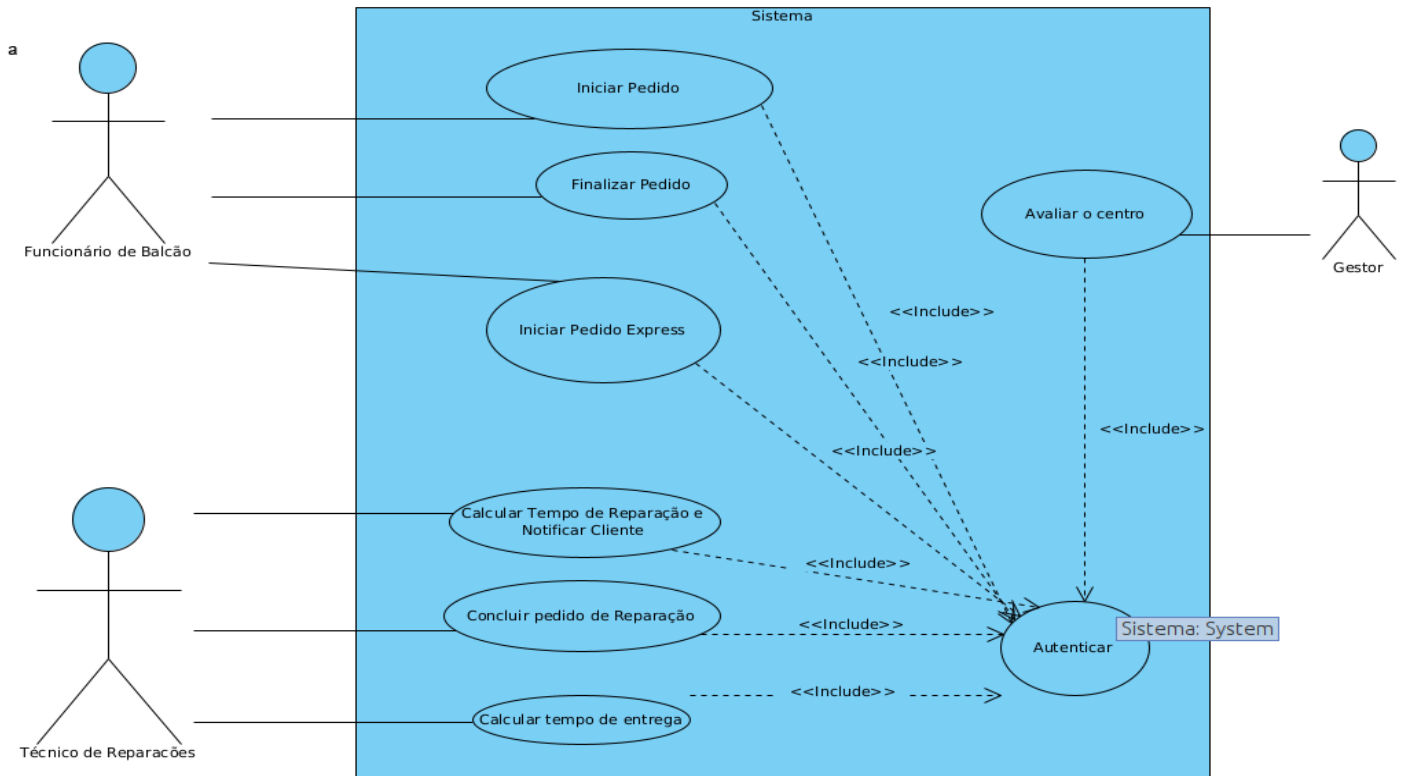 Sistema
a
Iniciar Pedido
Finalizar Pedido
Avaliar o centro
Funcionário de Balcão
Gestor
<<Include>>
Iniciar Pedido Express
<<Include>>
<<Include>>
<<Include>>
Calcular Tempo de Reparação e
Notificar Cliente
<<Include>>
Concluir pedido de Reparação
<<Include>>
Sistema: System
Autenticar
<<Include>>
Calcular tempo de entrega
Técnico de Reparacões